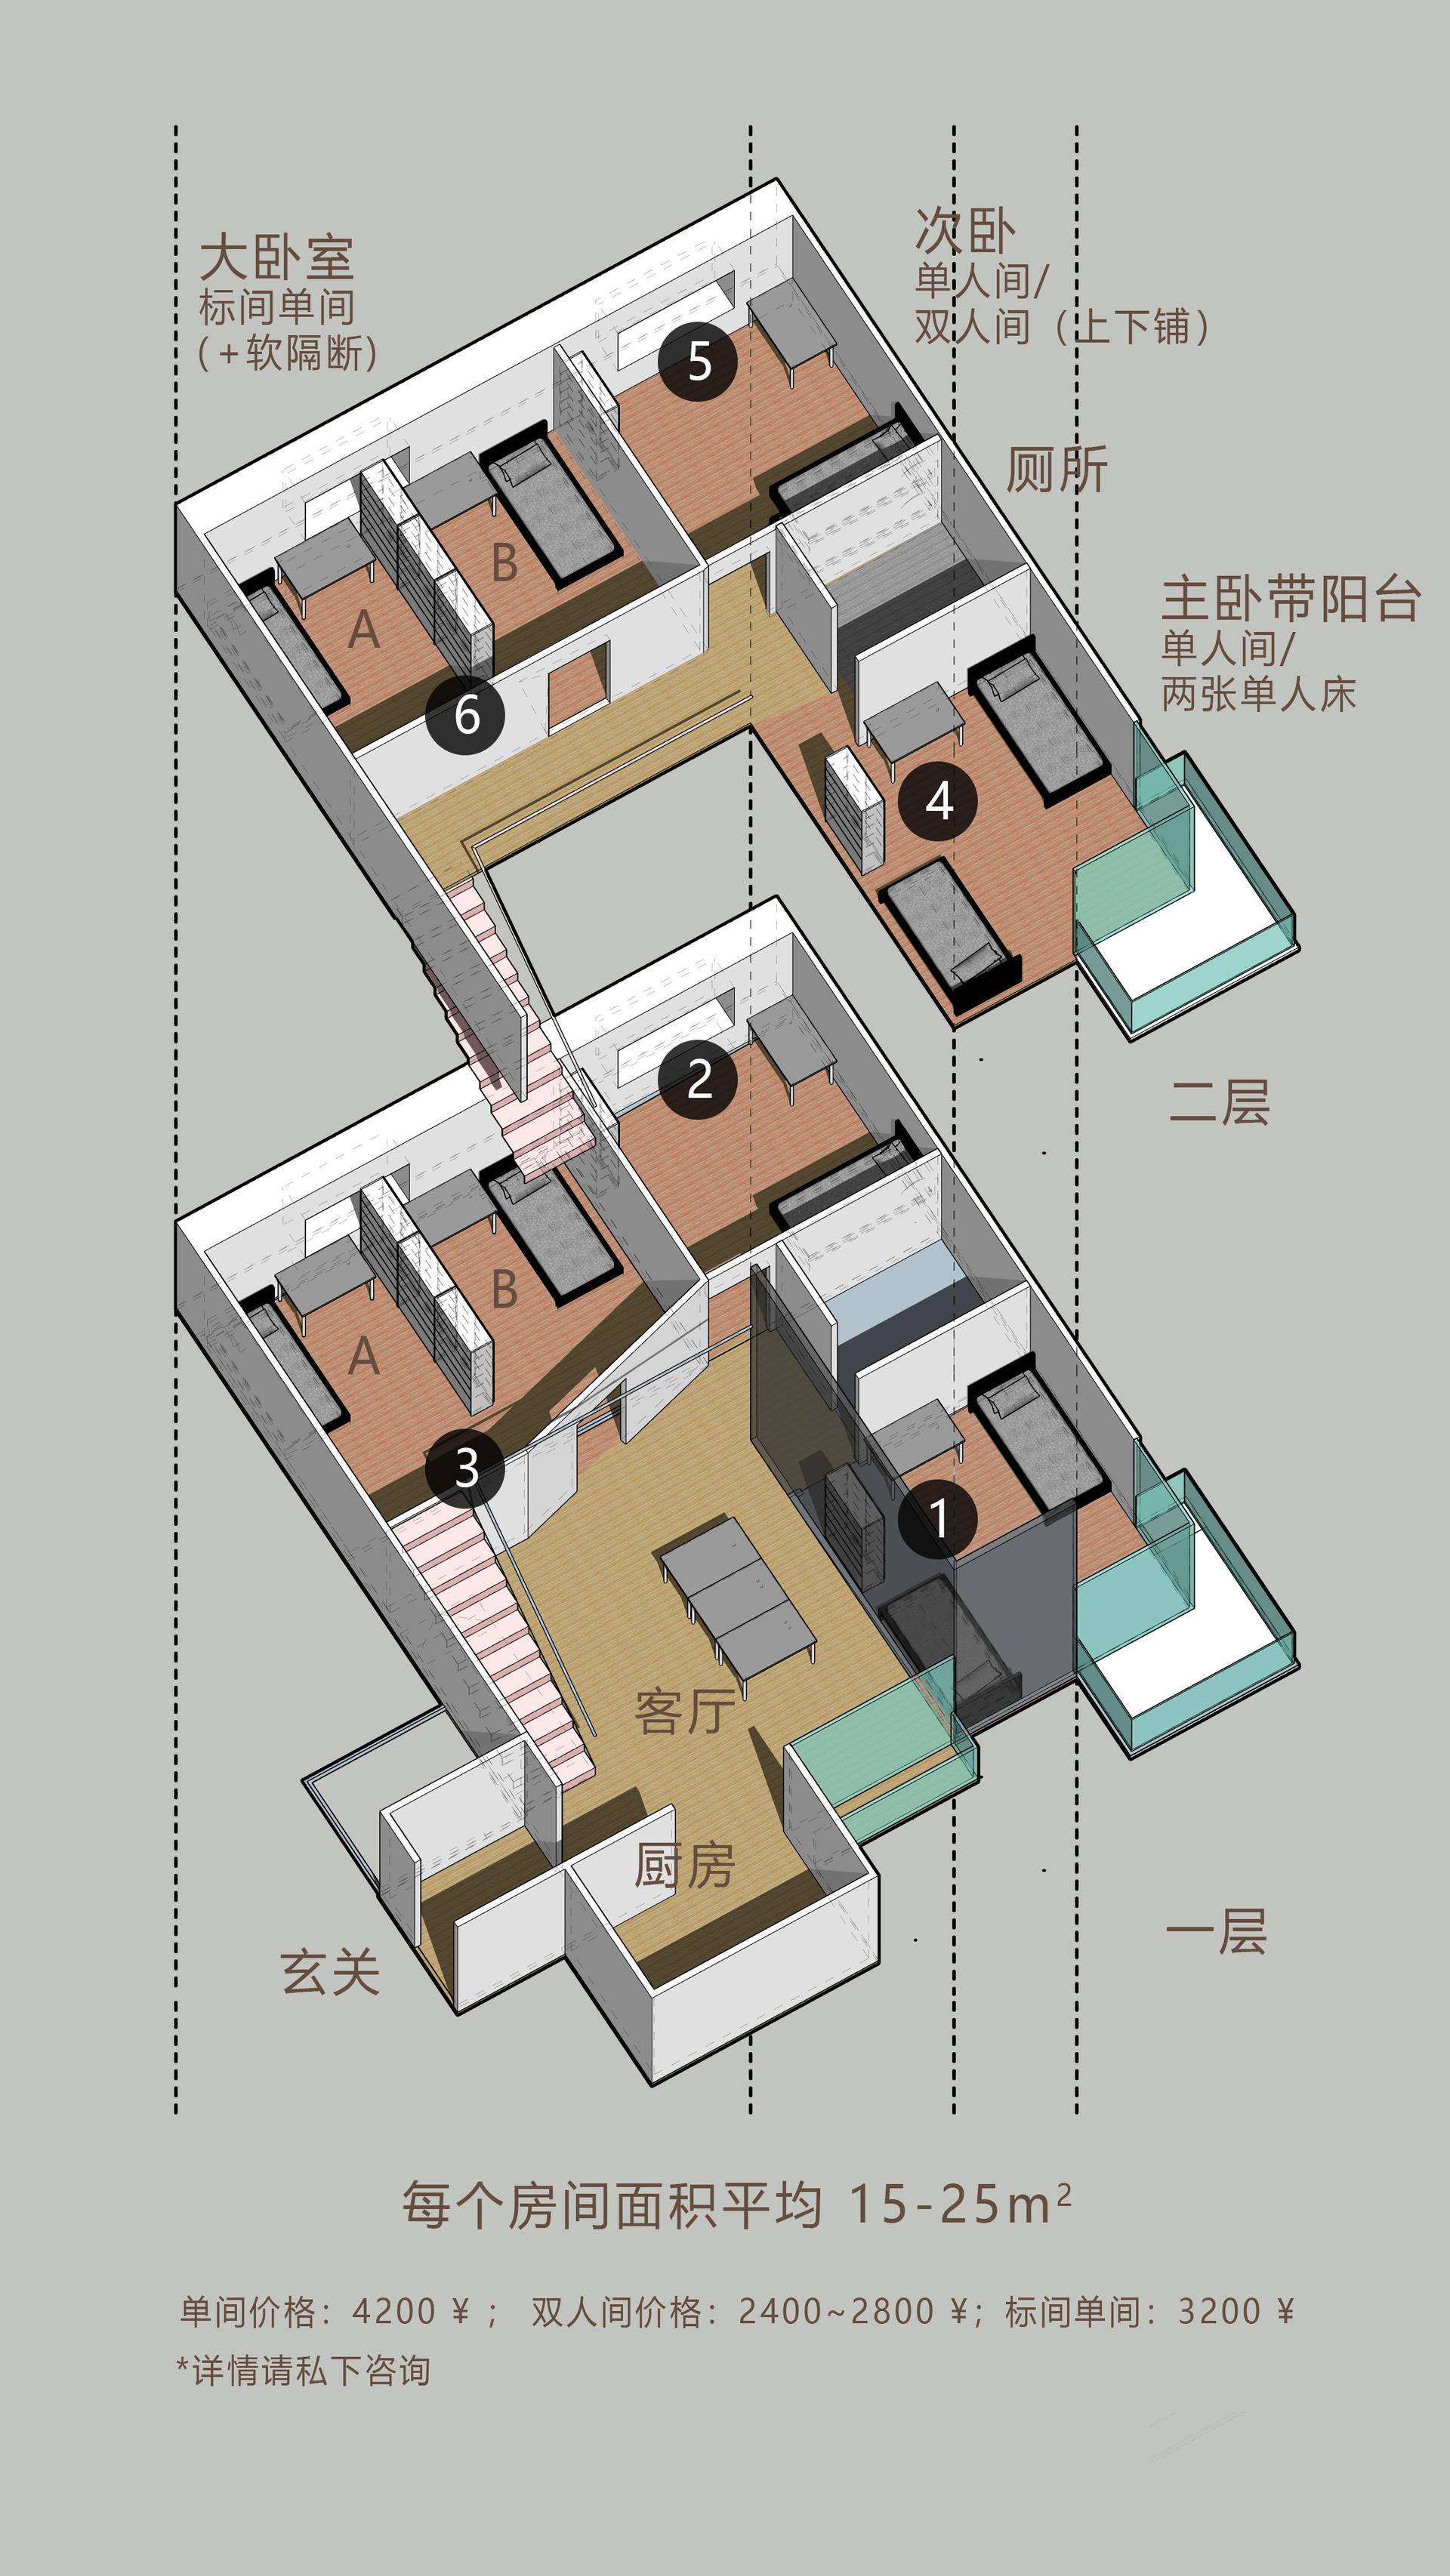 大卧室
标间单间
(+软隔断)
次卧
单人间/
双人间（上下铺）
5
厕所
B
A
主卧带阳台
单人间/
两张单人床
6
4
2
二层
B
A
3
1
客厅
厨房
一层
玄关
每个房间面积平均 15-25m²
单间价格：4200 ¥ ； 双人间价格：2400~2800 ¥；标间单间：3200 ¥
*详情请私下咨询